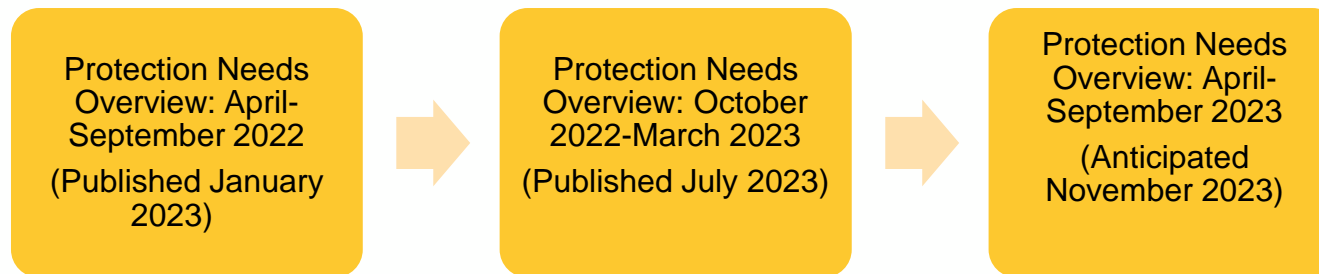 Protection Needs
Overview: April-
September 2022
(Published January
2023)
Protection Needs
Overview: October
2022-March 2023
(Published July 2023)
Protection Needs
Overview: April-
September 2023
(Anticipated
November 2023)